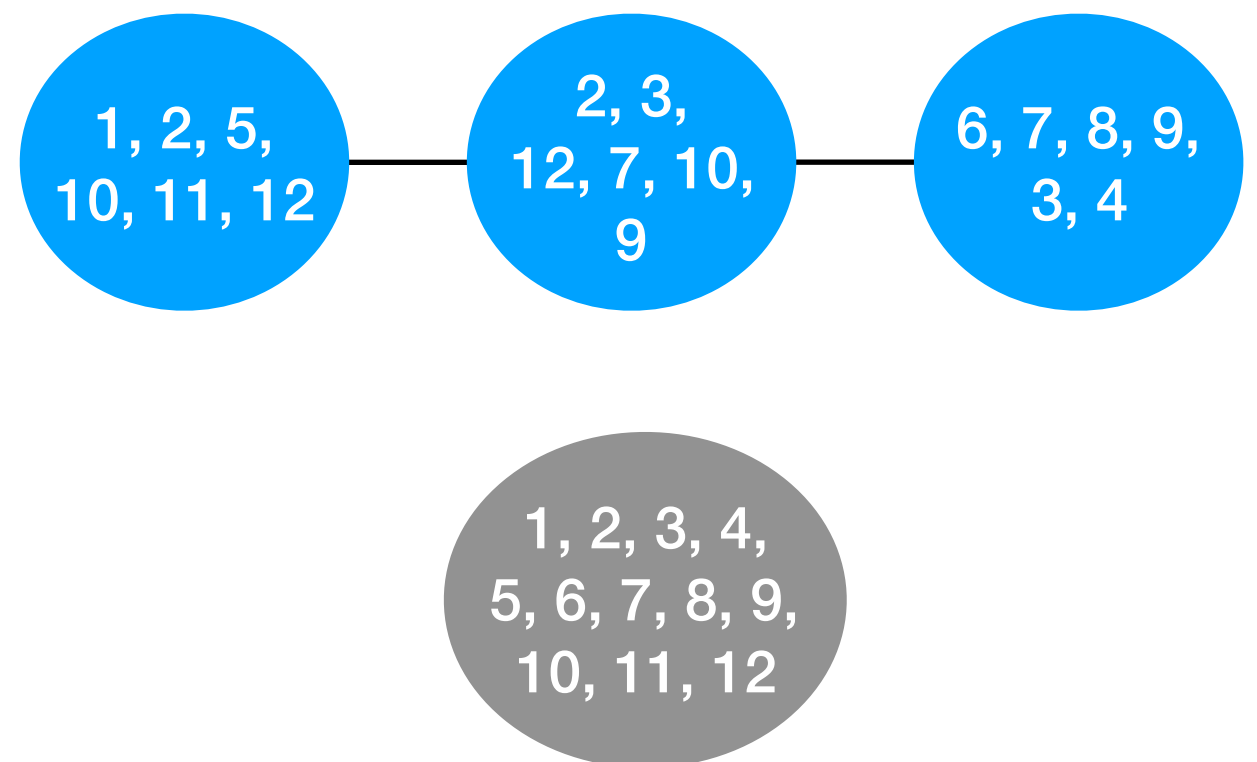 1, 2, 5,
10, 11, 12
2, 3,
12, 7, 10,
9
6, 7, 8, 9,
3, 4
1, 2, 3, 4,
5, 6, 7, 8, 9,
10, 11, 12